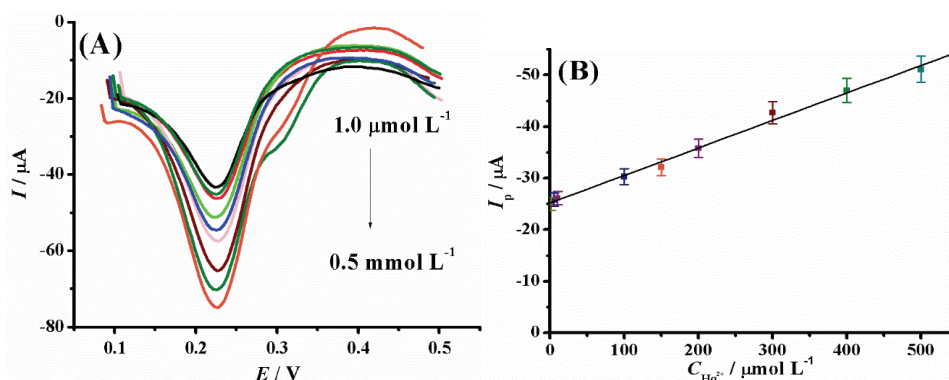 (A)
0
-20
-40
-60
-80
I / μA
0.1 0.2 0.3 0.4 0.5
E / V
1.0 μmol L⁻¹
0.5 mmol L⁻¹
(B)
-50
-40
-30
-20
-10
0
Iₚ / μA
0 100 200 300 400 500
C_Hg²⁺ / μmol L⁻¹